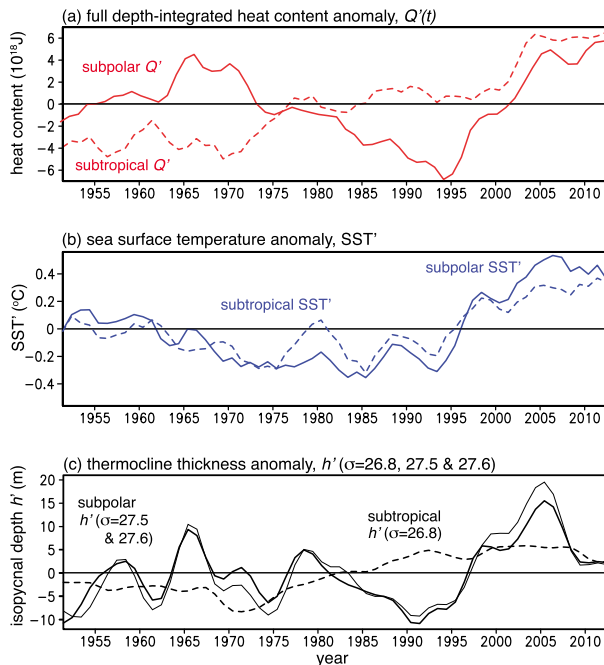 (a) full depth-integrated heat content anomaly, Q'(t)
heat content (10¹⁸J)
6
4
2
0
−2
−4
−6
subpolar Q'
subtropical Q'
1955 1960 1965 1970 1975 1980 1985 1990 1995 2000 2005 2010
(b) sea surface temperature anomaly, SST'
SST' (°C)
0.4
0.2
0
−0.2
−0.4
subpolar SST'
subtropical SST'
1955 1960 1965 1970 1975 1980 1985 1990 1995 2000 2005 2010
(c) thermocline thickness anomaly, h' (σ=26.8, 27.5 & 27.6)
isopycnal depth h' (m)
20
15
10
5
0
−5
−10
subpolar
h' (σ=27.5
& 27.6)
subtropical
h' (σ=26.8)
1955 1960 1965 1970 1975 1980 1985 1990 1995 2000 2005 2010
year